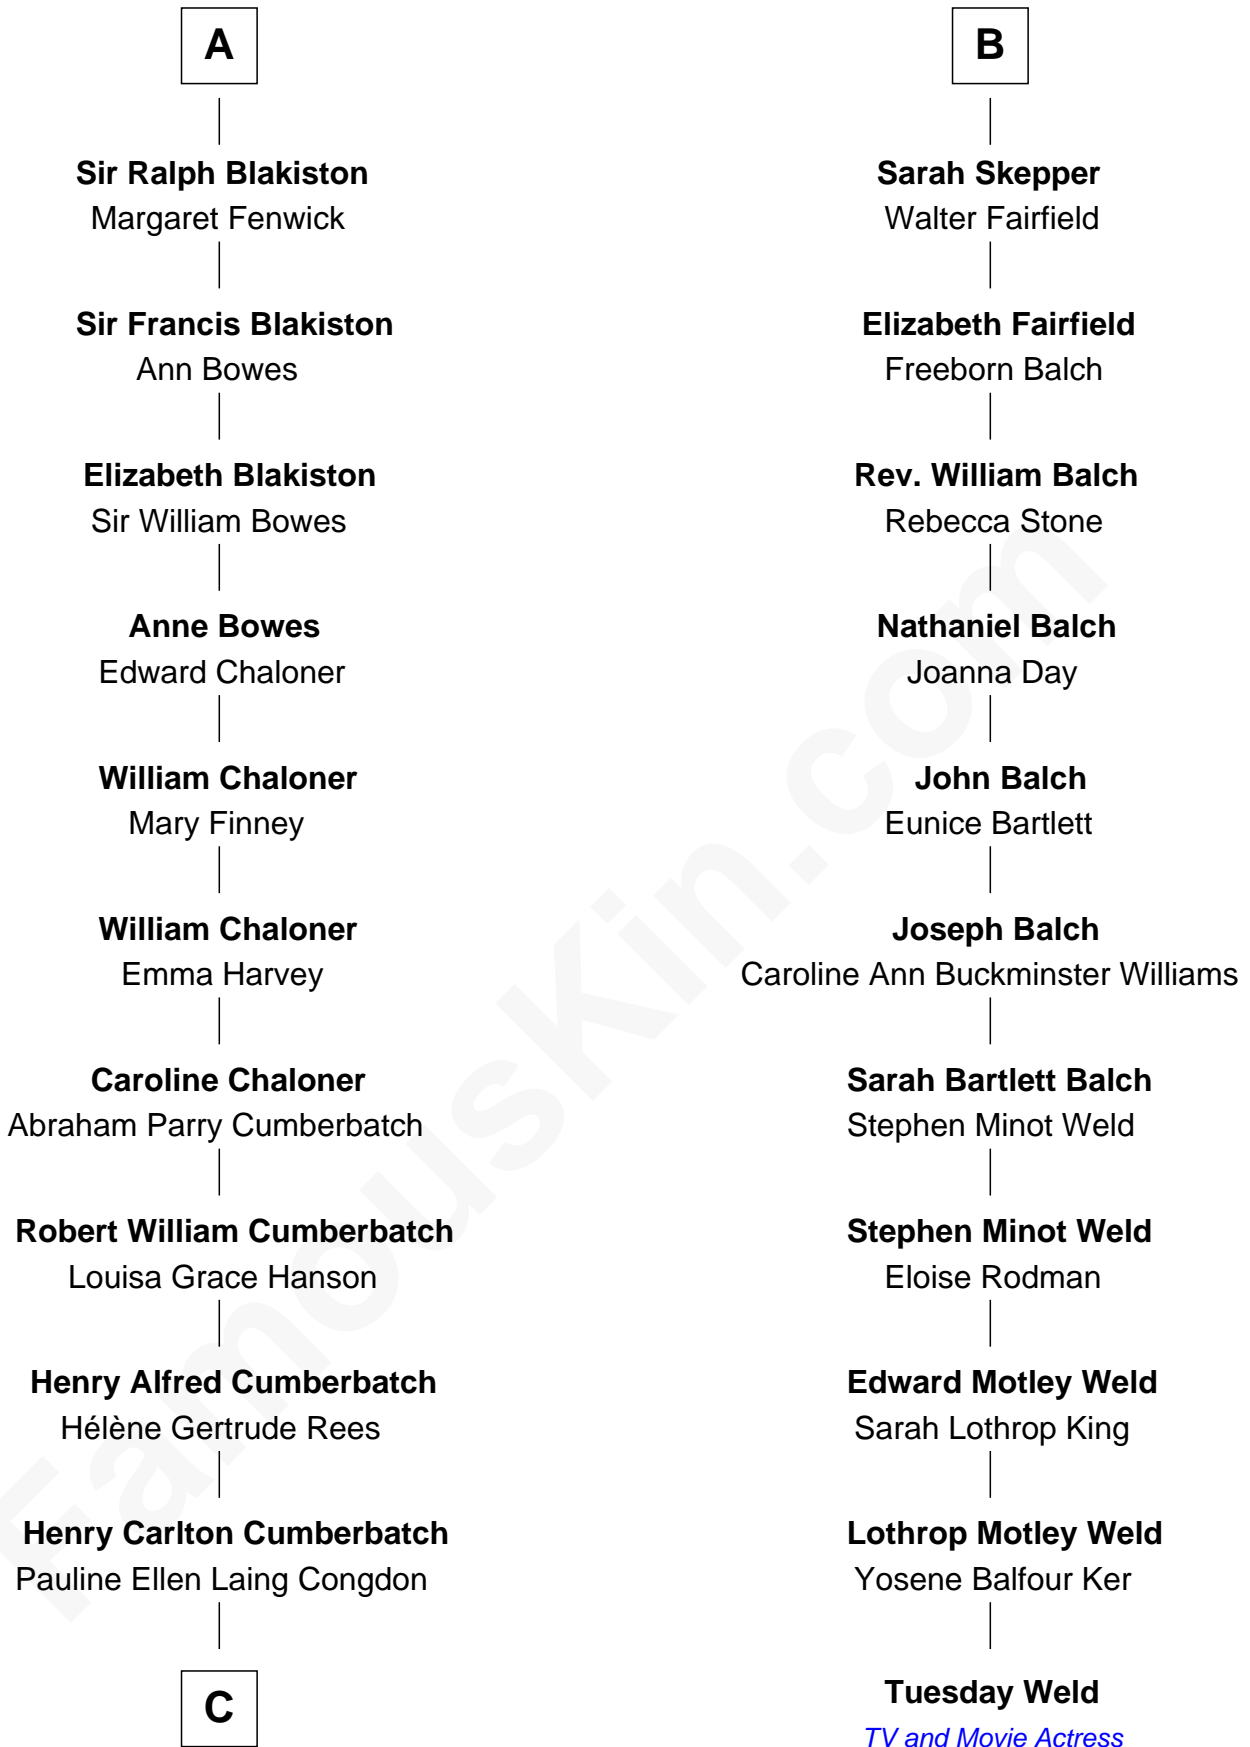 A
Sir Ralph Blakiston
Margaret Fenwick
Sir Francis Blakiston
Ann Bowes
Elizabeth Blakiston
Sir William Bowes
Anne Bowes
Edward Chaloner
William Chaloner
Mary Finney
William Chaloner
Emma Harvey
Caroline Chaloner
Abraham Parry Cumberbatch
Robert William Cumberbatch
Louisa Grace Hanson
Henry Alfred Cumberbatch
Hélène Gertrude Rees
Henry Carlton Cumberbatch
Pauline Ellen Laing Congdon
C
B
Sarah Skepper
Walter Fairfield
Elizabeth Fairfield
Freeborn Balch
Rev. William Balch
Rebecca Stone
Nathaniel Balch
Joanna Day
John Balch
Eunice Bartlett
Joseph Balch
Caroline Ann Buckminster Williams
Sarah Bartlett Balch
Stephen Minot Weld
Stephen Minot Weld
Eloise Rodman
Edward Motley Weld
Sarah Lothrop King
Lothrop Motley Weld
Yosene Balfour Ker
Tuesday Weld
TV and Movie Actress
FamousKin.com